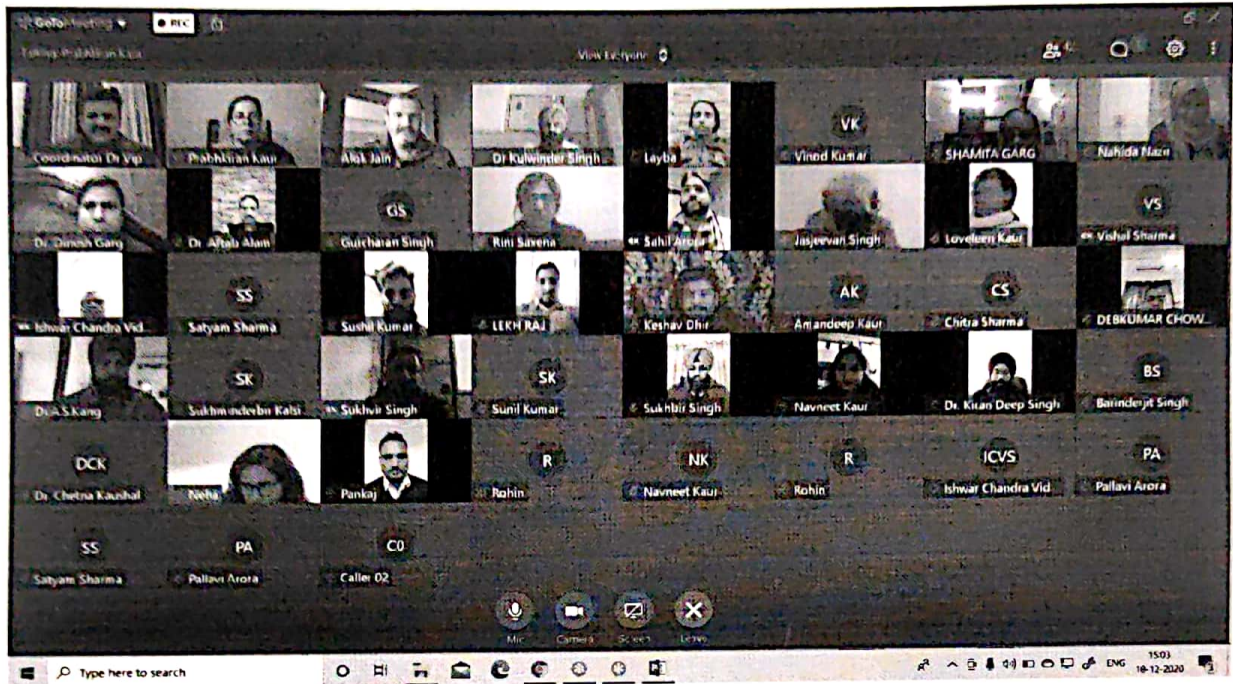 GoToMeeting
REC
Talking: Prabhkiran Kaur
View Everyone
Coordinator Dr Vip
Prabhkiran Kaur
Alok Jain
Dr Kulwinder Singh
Layba
VK
Vinod Kumar
SHAMITA GARG
Nahida Nazir
Dr. Dinesh Garg
Dr. Aftab Alam
GS
Gurcharan Singh
Rini Saxena
Sahil Arora
Jasjeevan Singh
Loveleen Kaur
VS
Vishal Sharma
Ishwar Chandra Vid
SS
Satyam Sharma
Sushil Kumar
LEKH RAJ
Keshav Dhir
AK
Amandeep Kaur
CS
Chitra Sharma
DEBKUMAR CHOW...
Dr.A.S.Kang
SK
Sukhminderbir Kalsi
Sukhvir Singh
SK
Sunil Kumar
Sukhbir Singh
Navneet Kaur
Dr. Kiran Deep Singh
BS
Barinderjit Singh
DCK
Dr. Chetna Kaushal
Neha
Pankaj
R
Rohin
NK
Navneet Kaur
R
Rohin
ICVS
Ishwar Chandra Vid
PA
Pallavi Arora
SS
Satyam Sharma
PA
Pallavi Arora
C0
Caller 02
Mic
Camera
Screen
Leave
Type here to search
ENG
15:03
18-12-2020